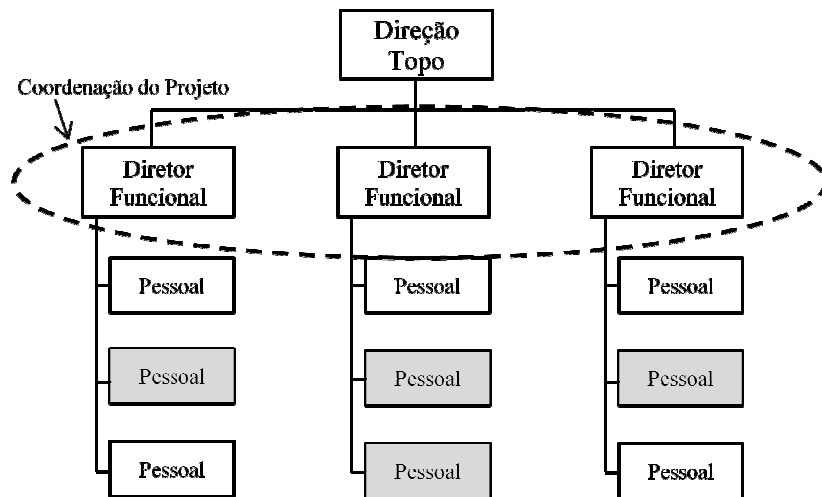 Direção
Topo
Coordenação do Projeto
Diretor
Funcional
Diretor
Funcional
Diretor
Funcional
Pessoal
Pessoal
Pessoal
Pessoal
Pessoal
Pessoal
Pessoal
Pessoal
Pessoal